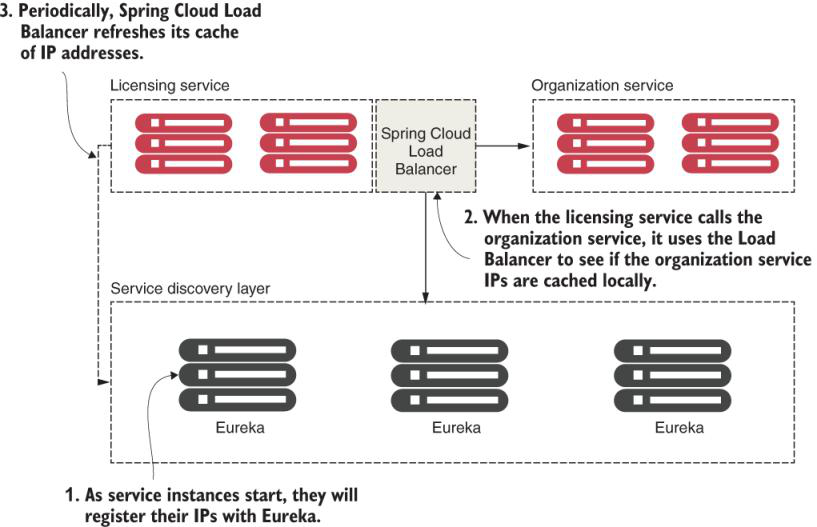 3. Periodically, Spring Cloud Load
Balancer refreshes its cache
of IP addresses.
Licensing service
Organization service
Spring Cloud
Load
Balancer
2. When the licensing service calls the
organization service, it uses the Load
Balancer to see if the organization service
IPs are cached locally.
Service discovery layer
Eureka
Eureka
Eureka
1. As service instances start, they will
register their IPs with Eureka.